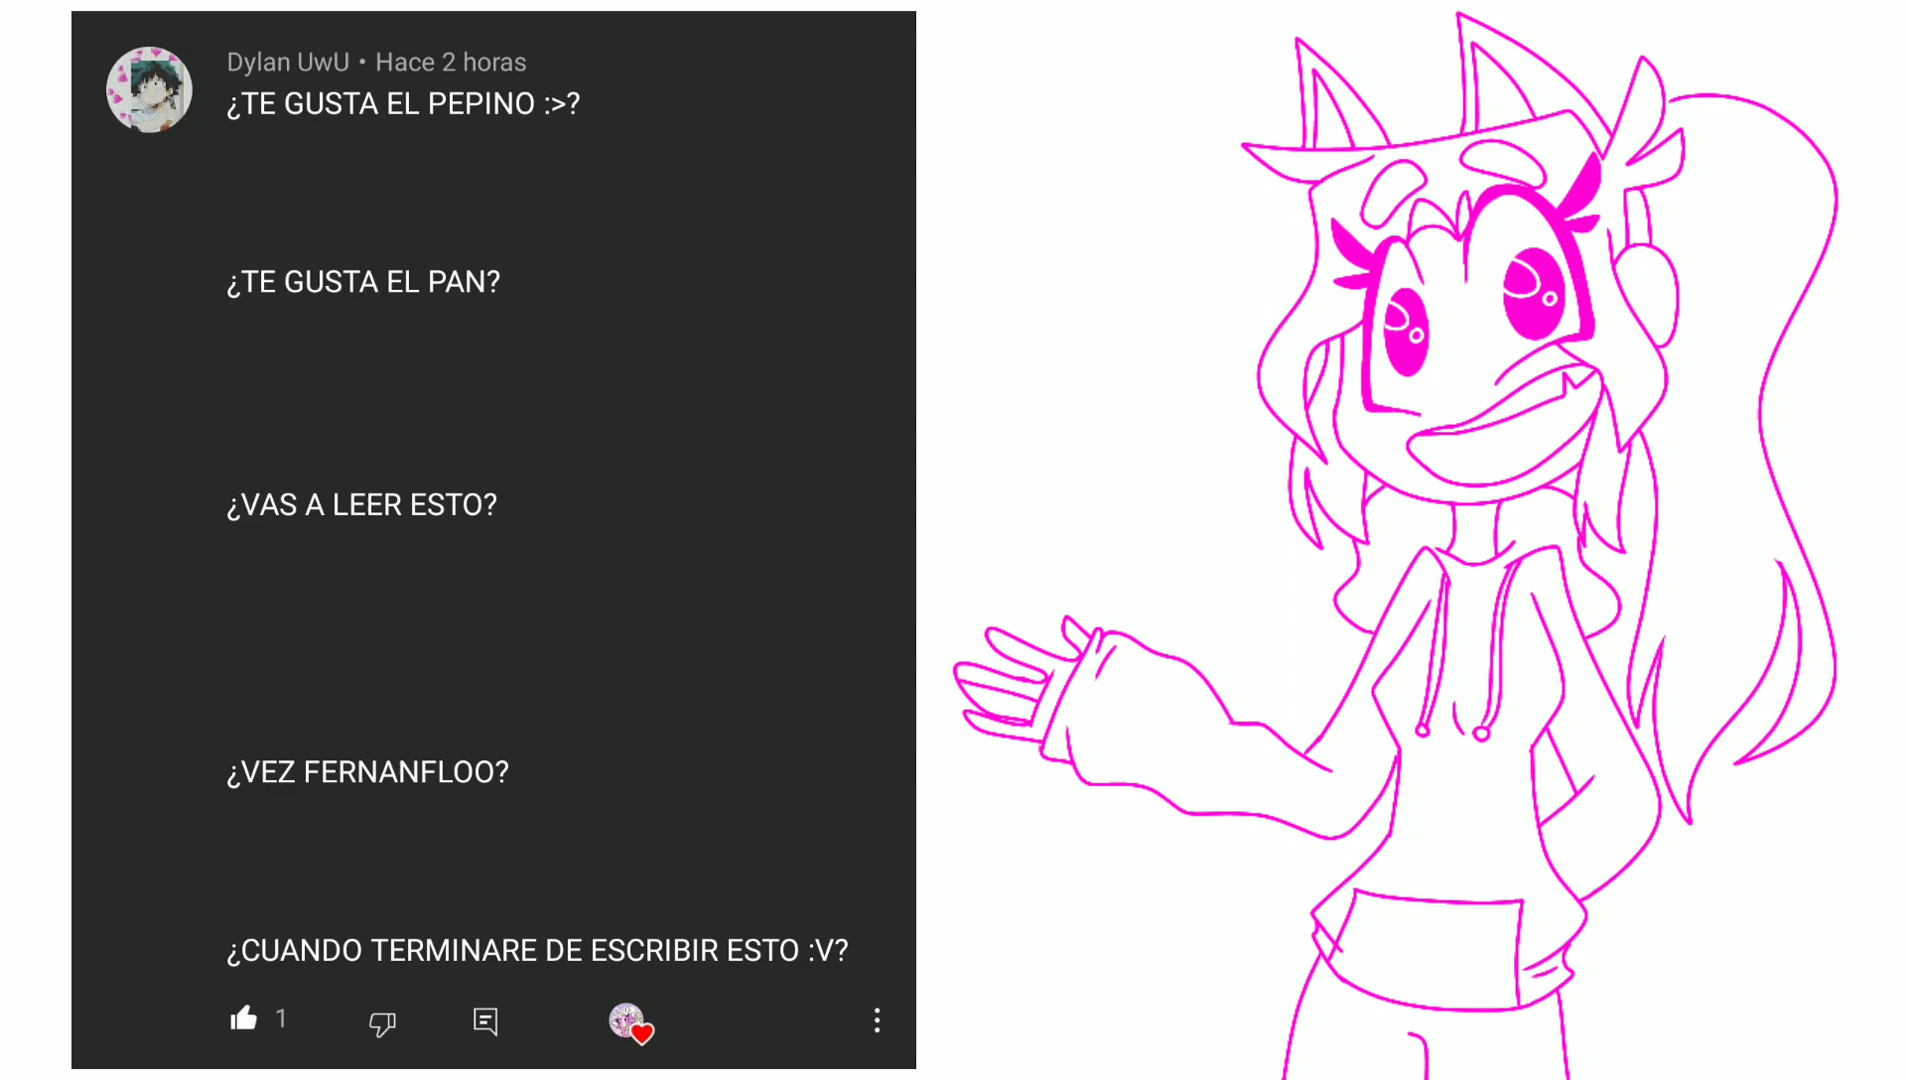 Dylan UwU • Hace 2 horas
¿TE GUSTA EL PEPINO :>?
¿TE GUSTA EL PAN?
¿VAS A LEER ESTO?
¿VEZ FERNANFLOO?
¿CUANDO TERMINARE DE ESCRIBIR ESTO :V?
1